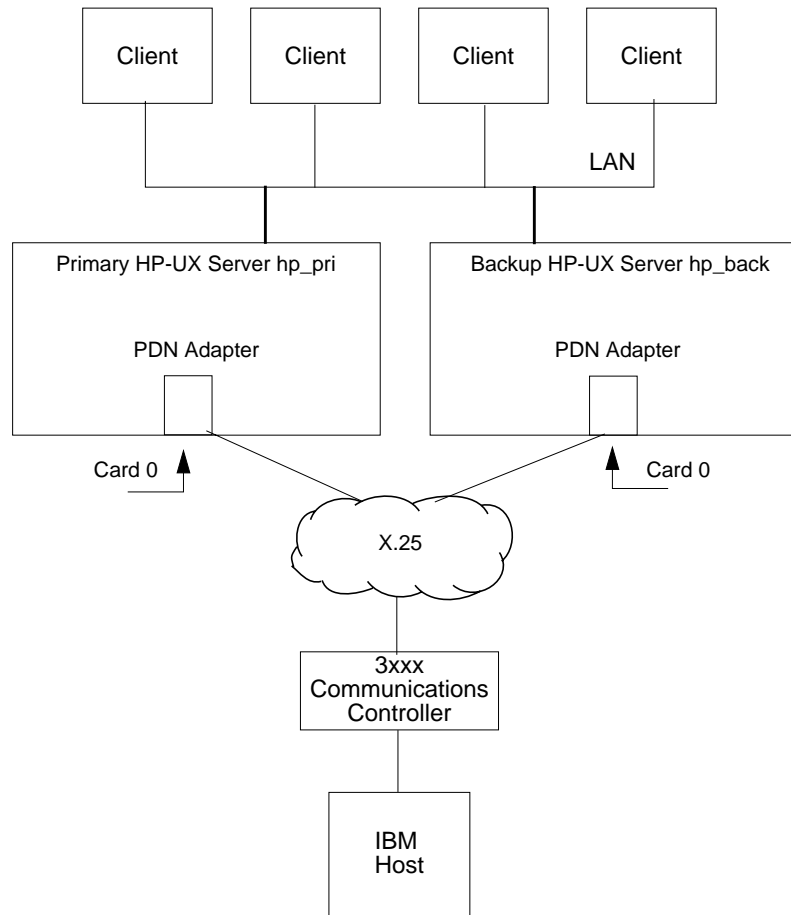 Client
Client
Client
Client
LAN
Primary HP-UX Server hp_pri
Backup HP-UX Server hp_back
PDN Adapter
PDN Adapter
Card 0
Card 0
X.25
3xxx
Communications
Controller
IBM
Host